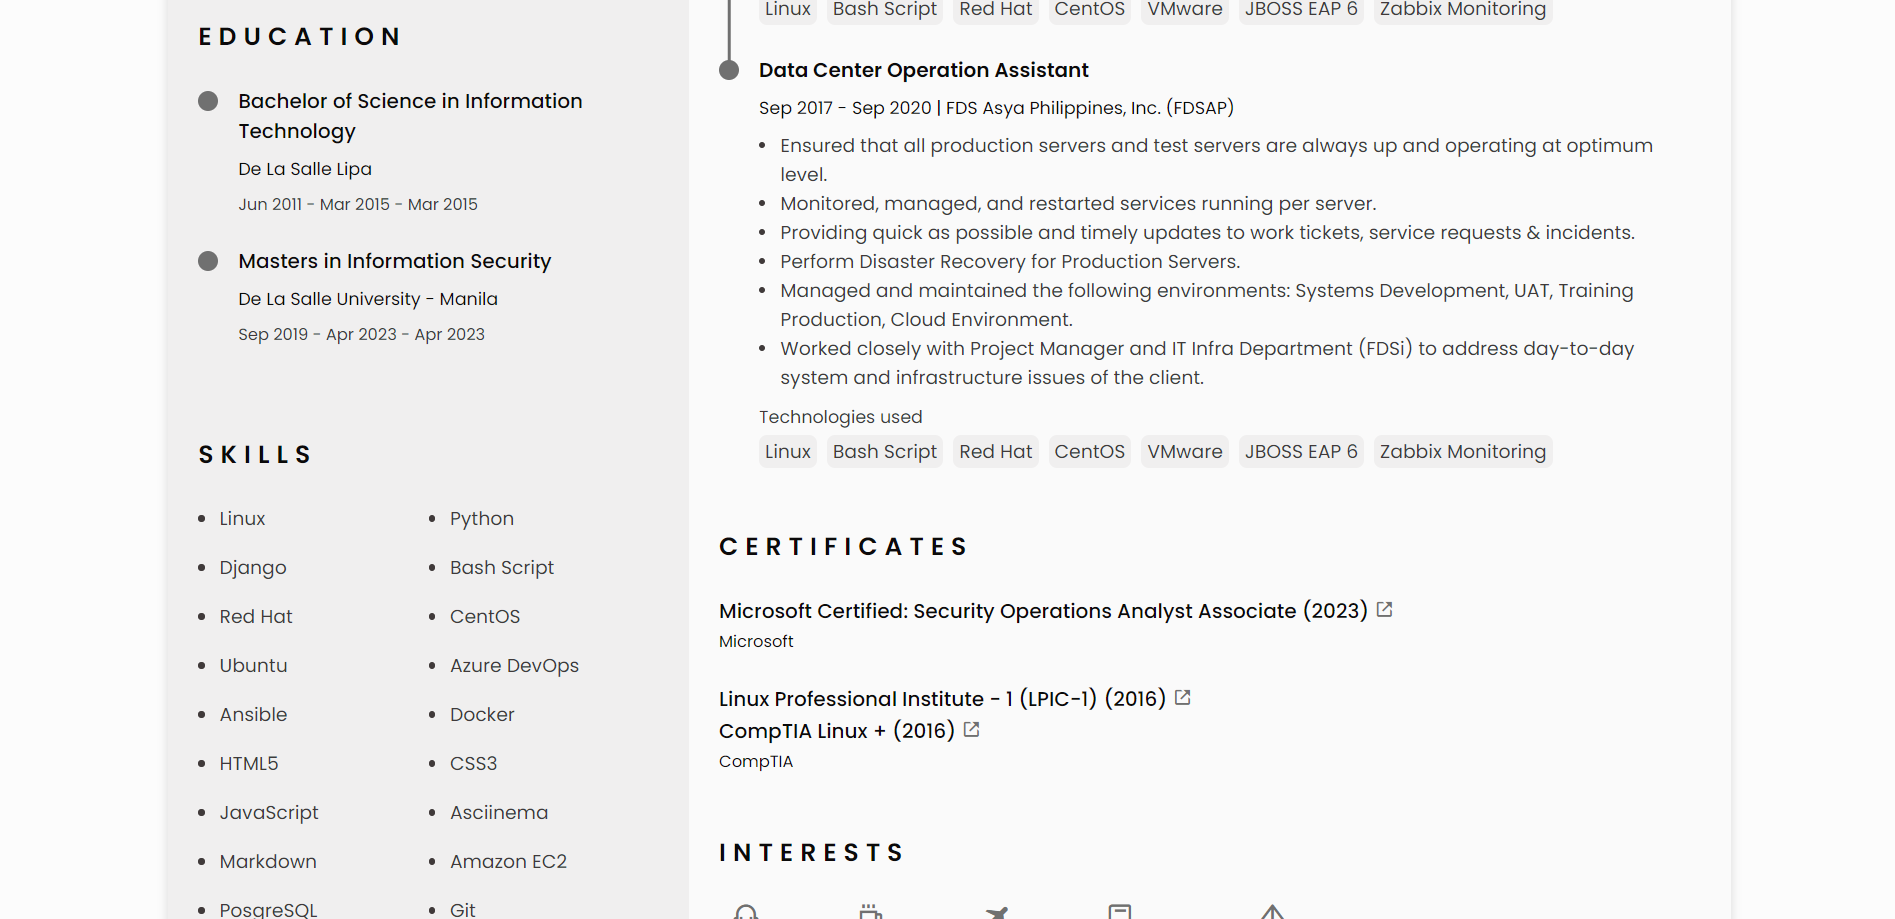 EDUCATION
Bachelor of Science in Information
Technology
De La Salle Lipa
Jun 2011 - Mar 2015 - Mar 2015
Masters in Information Security
De La Salle University - Manila
Sep 2019 - Apr 2023 - Apr 2023
SKILLS
Linux
Python
Django
Bash Script
Red Hat
CentOS
Ubuntu
Azure DevOps
Ansible
Docker
HTML5
CSS3
JavaScript
Asciinema
Markdown
Amazon EC2
PosgreSQL
Git
Linux Bash Script Red Hat CentOS VMware JBOSS EAP 6 Zabbix Monitoring
Data Center Operation Assistant
Sep 2017 - Sep 2020 | FDS Asya Philippines, Inc. (FDSAP)
• Ensured that all production servers and test servers are always up and operating at optimum
level.
• Monitored, managed, and restarted services running per server.
• Providing quick as possible and timely updates to work tickets, service requests & incidents.
• Perform Disaster Recovery for Production Servers.
• Managed and maintained the following environments: Systems Development, UAT, Training
Production, Cloud Environment.
• Worked closely with Project Manager and IT Infra Department (FDSi) to address day-to-day
system and infrastructure issues of the client.
Technologies used
Linux Bash Script Red Hat CentOS VMware JBOSS EAP 6 Zabbix Monitoring
CERTIFICATES
Microsoft Certified: Security Operations Analyst Associate (2023)
Microsoft
Linux Professional Institute - 1 (LPIC-1) (2016)
CompTIA Linux + (2016)
CompTIA
INTERESTS